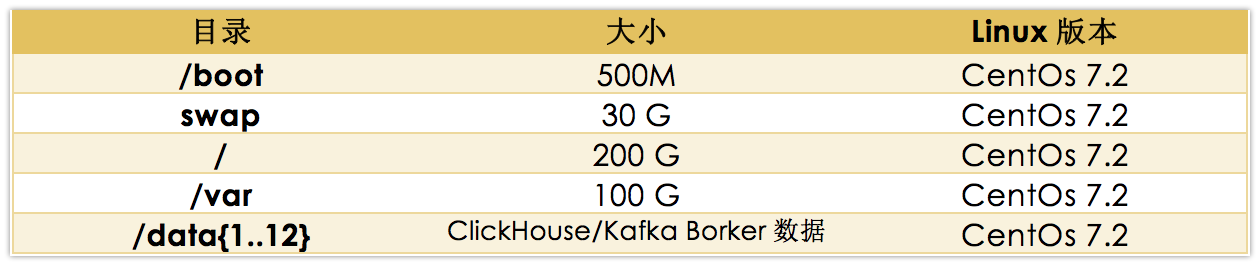 目录 大小 Linux 版本
/boot 500M CentOs 7.2
swap 30 G CentOs 7.2
/ 200 G CentOs 7.2
/var 100 G CentOs 7.2
/data{1..12} ClickHouse/Kafka Borker 数据 CentOs 7.2